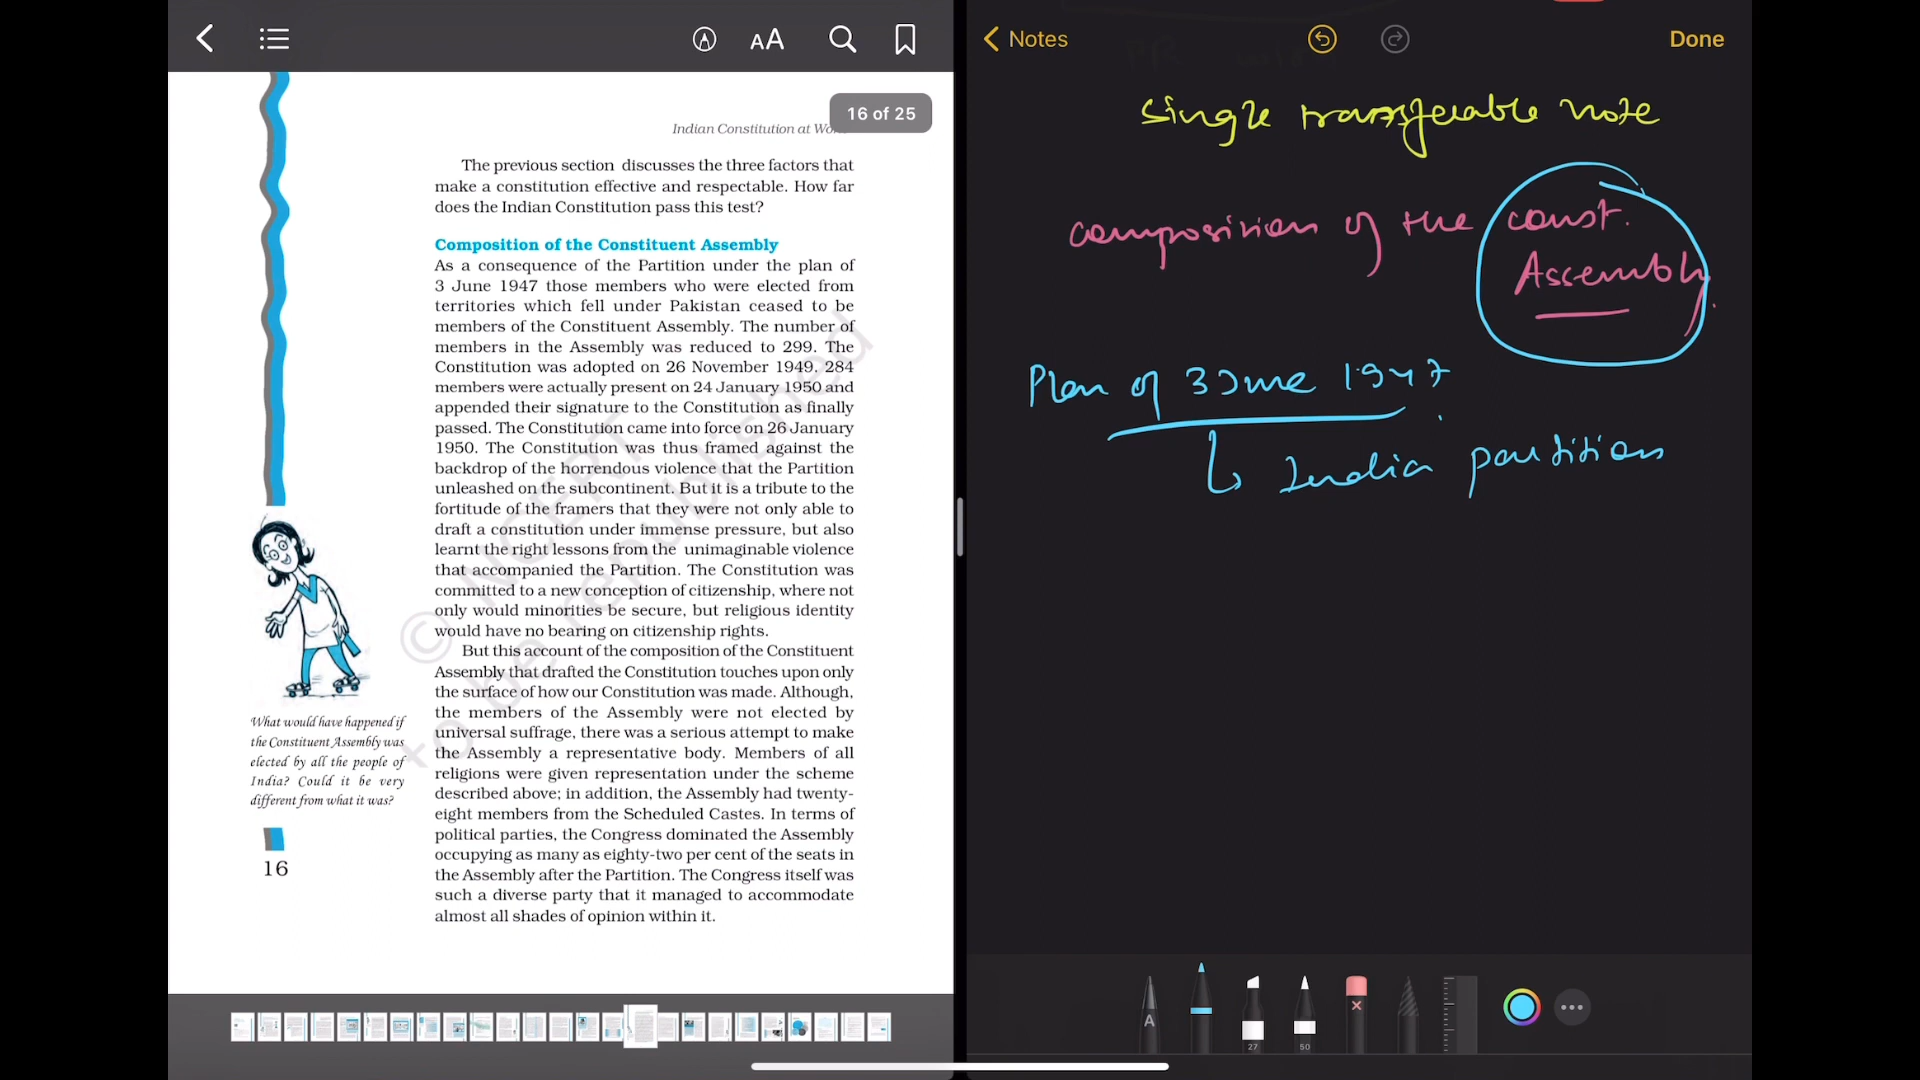 16 of 25
Indian Constitution at Wo
The previous section discusses the three factors that
make a constitution effective and respectable. How far
does the Indian Constitution pass this test?
Composition of the Constituent Assembly
As a consequence of the Partition under the plan of
3 June 1947 those members who were elected from
territories which fell under Pakistan ceased to be
members of the Constituent Assembly. The number of
members in the Assembly was reduced to 299. The
Constitution was adopted on 26 November 1949. 284
members were actually present on 24 January 1950 and
appended their signature to the Constitution as finally
passed. The Constitution came into force on 26 January
1950. The Constitution was thus framed against the
backdrop of the horrendous violence that the Partition
unleashed on the subcontinent. But it is a tribute to the
fortitude of the framers that they were not only able to
draft a constitution under immense pressure, but also
learnt the right lessons from the unimaginable violence
that accompanied the Partition. The Constitution was
committed to a new conception of citizenship, where not
only would minorities be secure, but religious identity
would have no bearing on citizenship rights.
But this account of the composition of the Constituent
Assembly that drafted the Constitution touches upon only
the surface of how our Constitution was made. Although,
the members of the Assembly were not elected by
universal suffrage, there was a serious attempt to make
the Assembly a representative body. Members of all
religions were given representation under the scheme
described above; in addition, the Assembly had twenty-
eight members from the Scheduled Castes. In terms of
political parties, the Congress dominated the Assembly
occupying as many as eighty-two per cent of the seats in
the Assembly after the Partition. The Congress itself was
such a diverse party that it managed to accommodate
almost all shades of opinion within it.
What would have happened if
the Constituent Assembly was
elected by all the people of
India? Could it be very
different from what it was?
16
© NCERT
to be republished
Notes
Done
single transferable note
composition of the const.
Assembly.
Plan of 3 June 1947
India partition
A
27
50